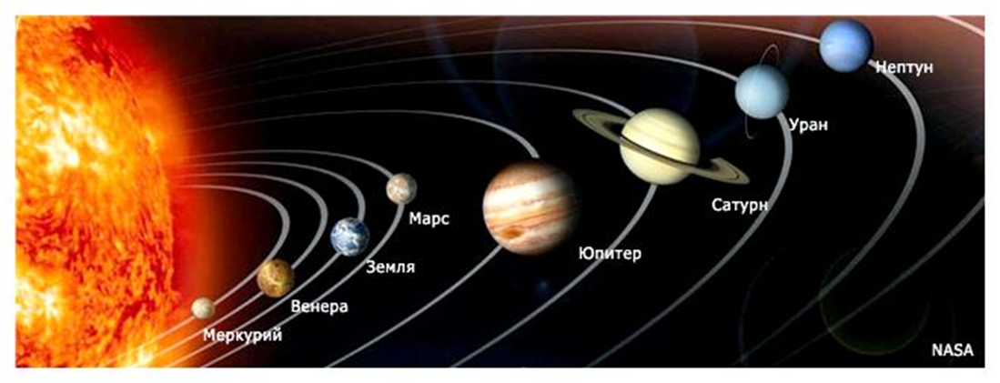 Меркурий
Венера
Земля
Марс
Юпитер
Сатурн
Уран
Нептун
NASA